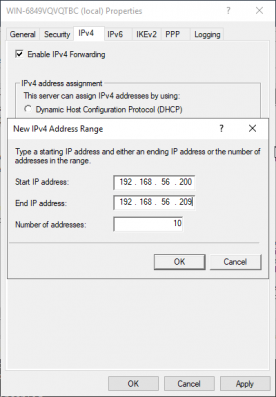 WIN-6849VQVQTBC (local) Properties
General Security IPv4 IPv6 IKEv2 PPP Logging
Enable IPv4 Forwarding
IPv4 address assignment
This server can assign IPv4 addresses by using:
Dynamic Host Configuration Protocol (DHCP)
New IPv4 Address Range
Type a starting IP address and either an ending IP address or the number of
addresses in the range.
Start IP address: 192 . 168 . 56 . 200
End IP address: 192 . 168 . 56 . 209
Number of addresses: 10
OK Cancel
OK Cancel Apply